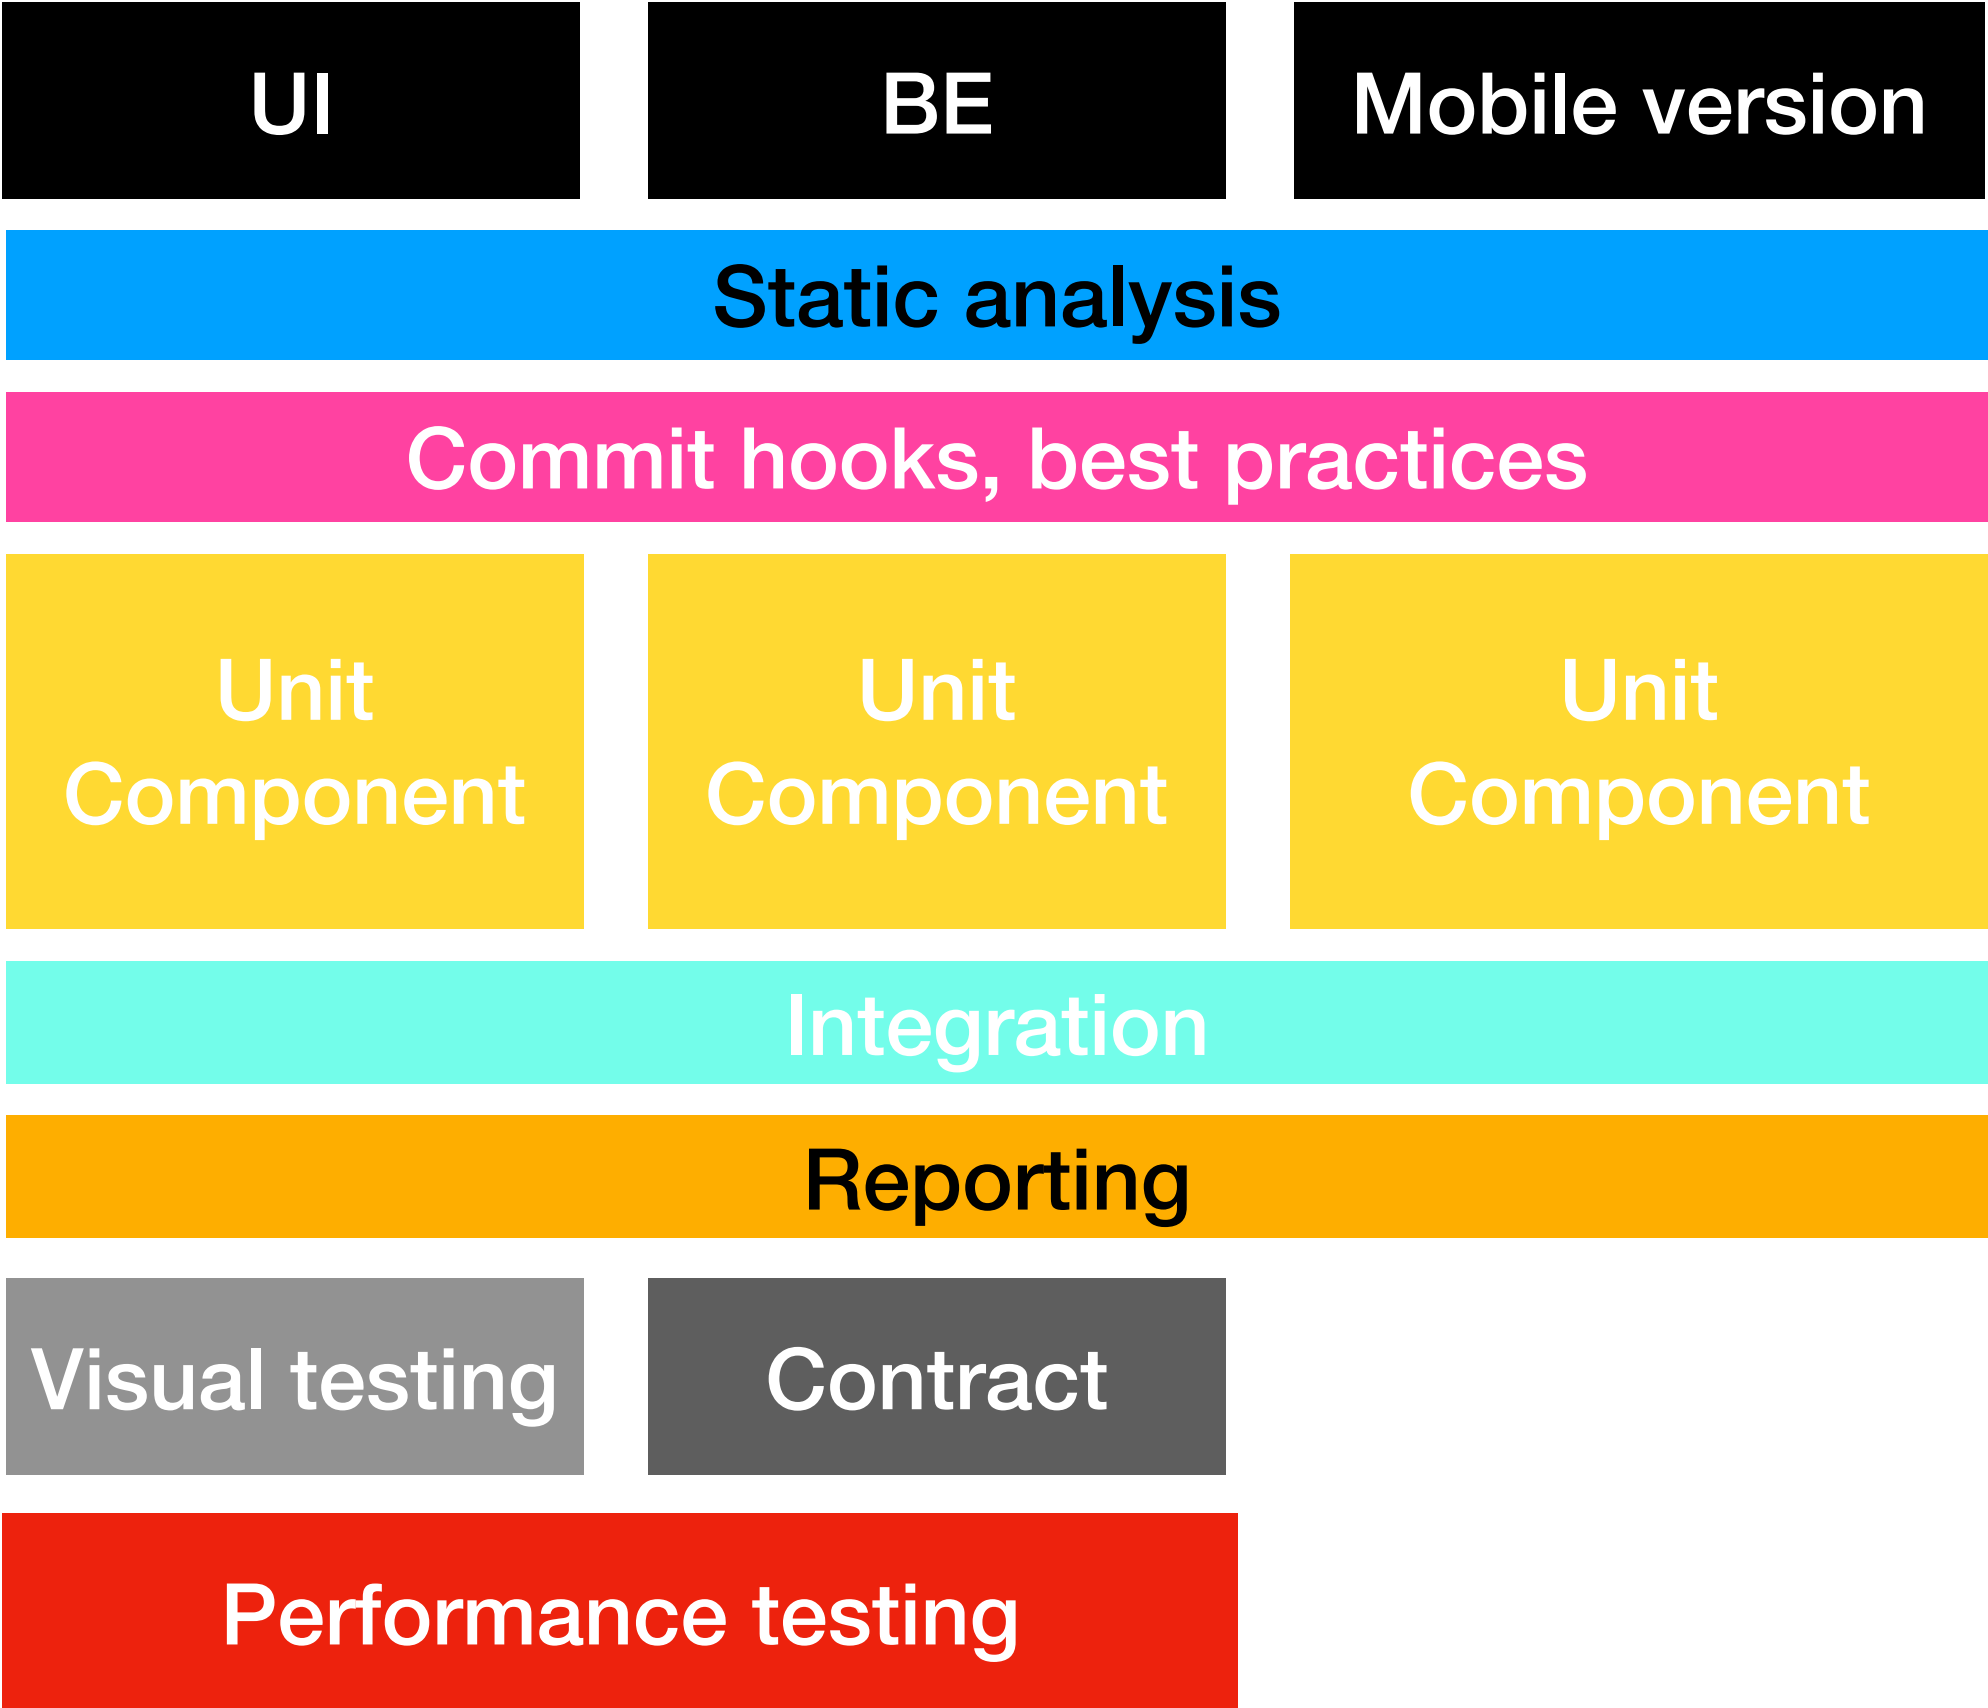 UI
BE
Mobile version
Static analysis
Commit hooks, best practices
Unit
Component
Unit
Component
Unit
Component
Integration
Reporting
Visual testing
Contract
Performance testing